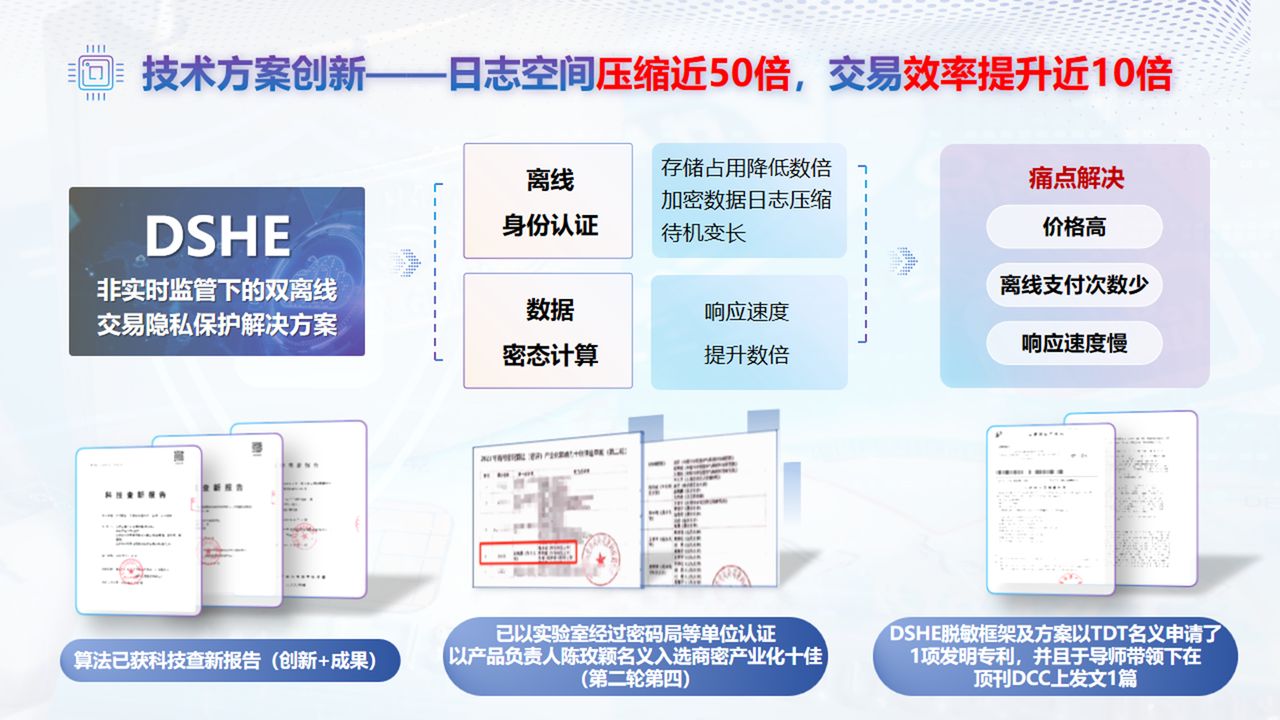 技术方案创新——日志空间压缩近50倍，交易效率提升近10倍
DSHE
非实时监管下的双离线
交易隐私保护解决方案
离线
身份认证
存储占用降低数倍
加密数据日志压缩
待机变长
数据
密态计算
响应速度
提升数倍
痛点解决
价格高
离线支付次数少
响应速度慢
科技查新报告
查新报告
算法已获科技查新报告（创新+成果）
已以实验室经过密码局等单位认证
以产品负责人陈玫颖名义入选商密产业化十佳
（第二轮第四）
DSHE脱敏框架及方案以TDT名义申请了
1项发明专利，并且于导师带领下在
顶刊DCC上发文1篇